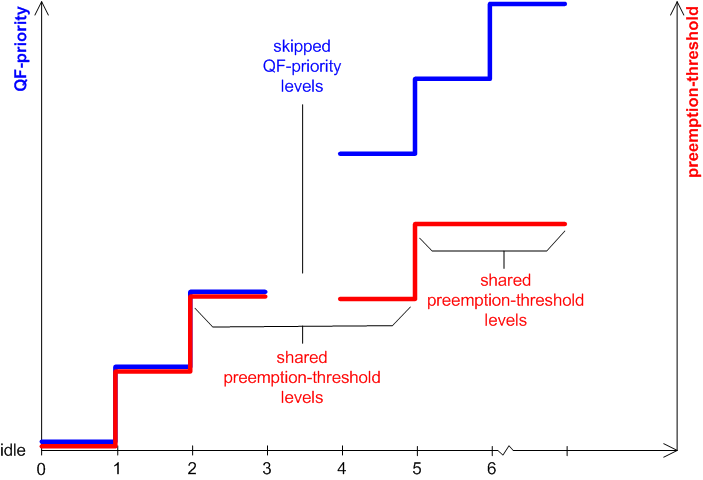 QF-priority
preemption-threshold
skipped
QF-priority
levels
shared
preemption-threshold
levels
shared
preemption-threshold
levels
idle
0 1 2 3 4 5 6